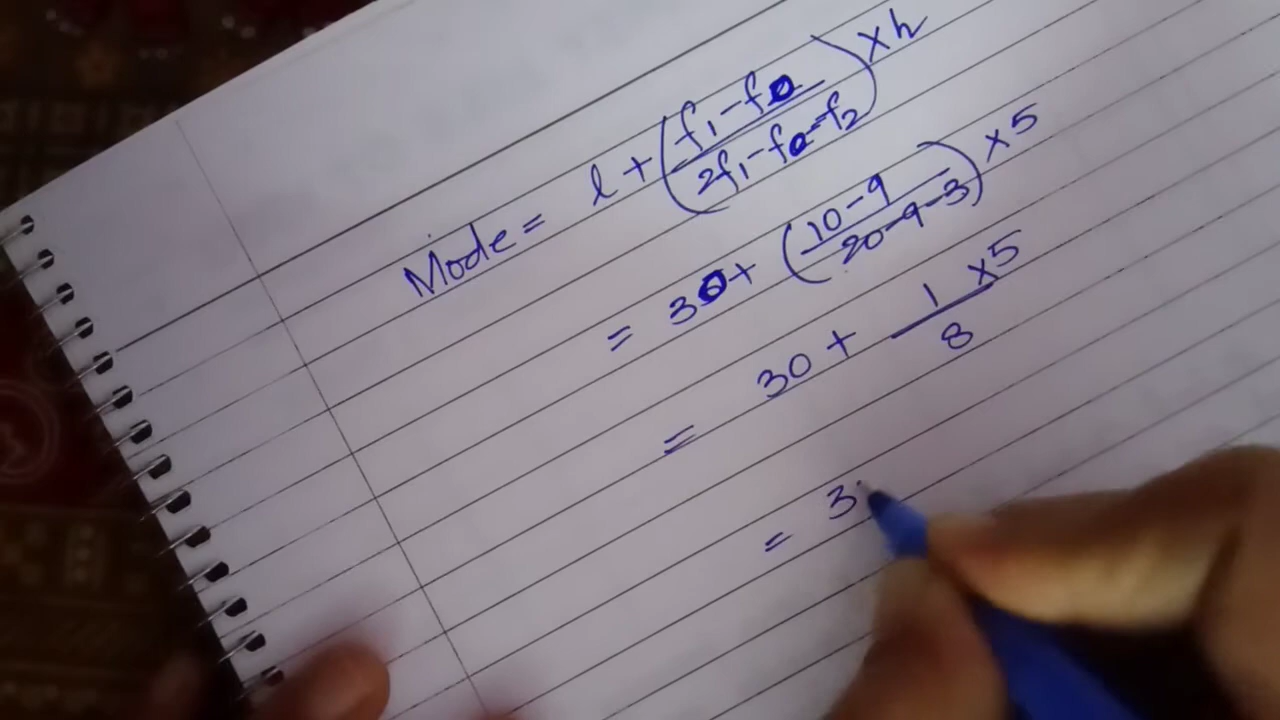 Mode = l + (f₁ - f₀ / 2f₁ - f₀ - f₂) × h
= 30 + (10 - 9 / 20 - 9 - 3) × 5
= 30 + 1 × 5 / 8
= 3